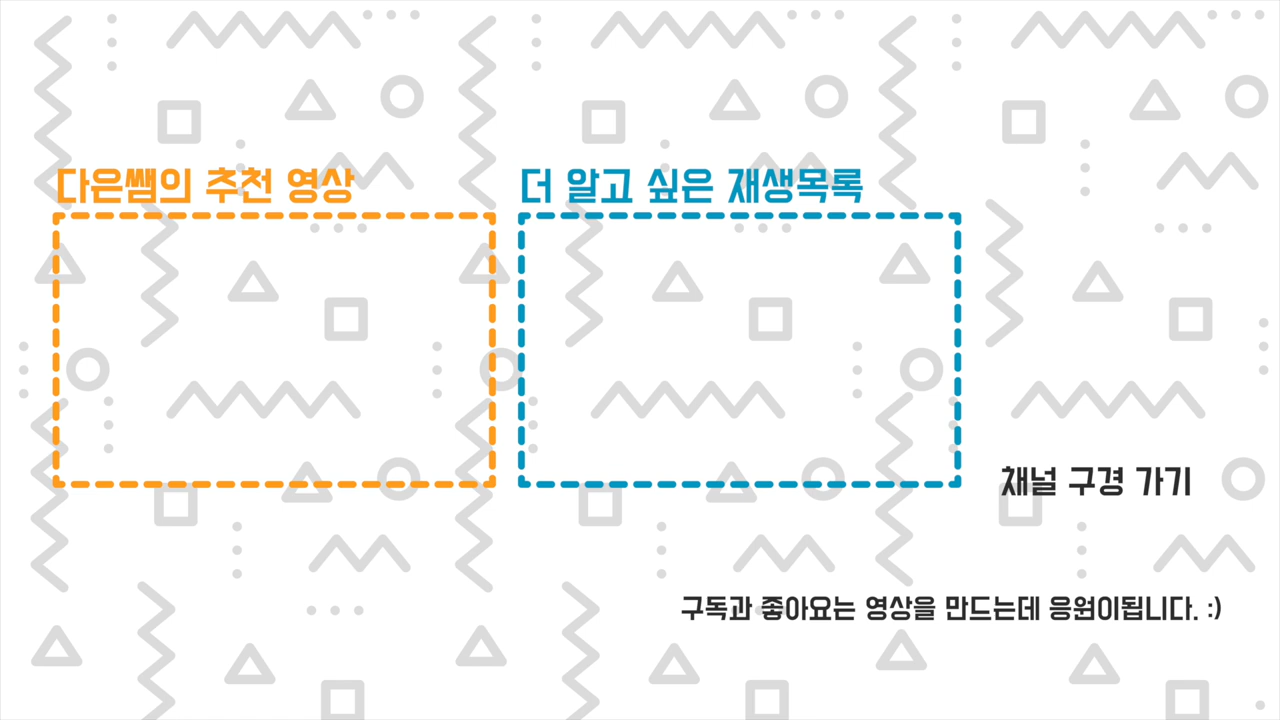 다은쌤의 추천 영상
더 알고 싶은 재생목록
채널 구경 가기
구독과 좋아요는 영상을 만드는데 응원이됩니다. :)